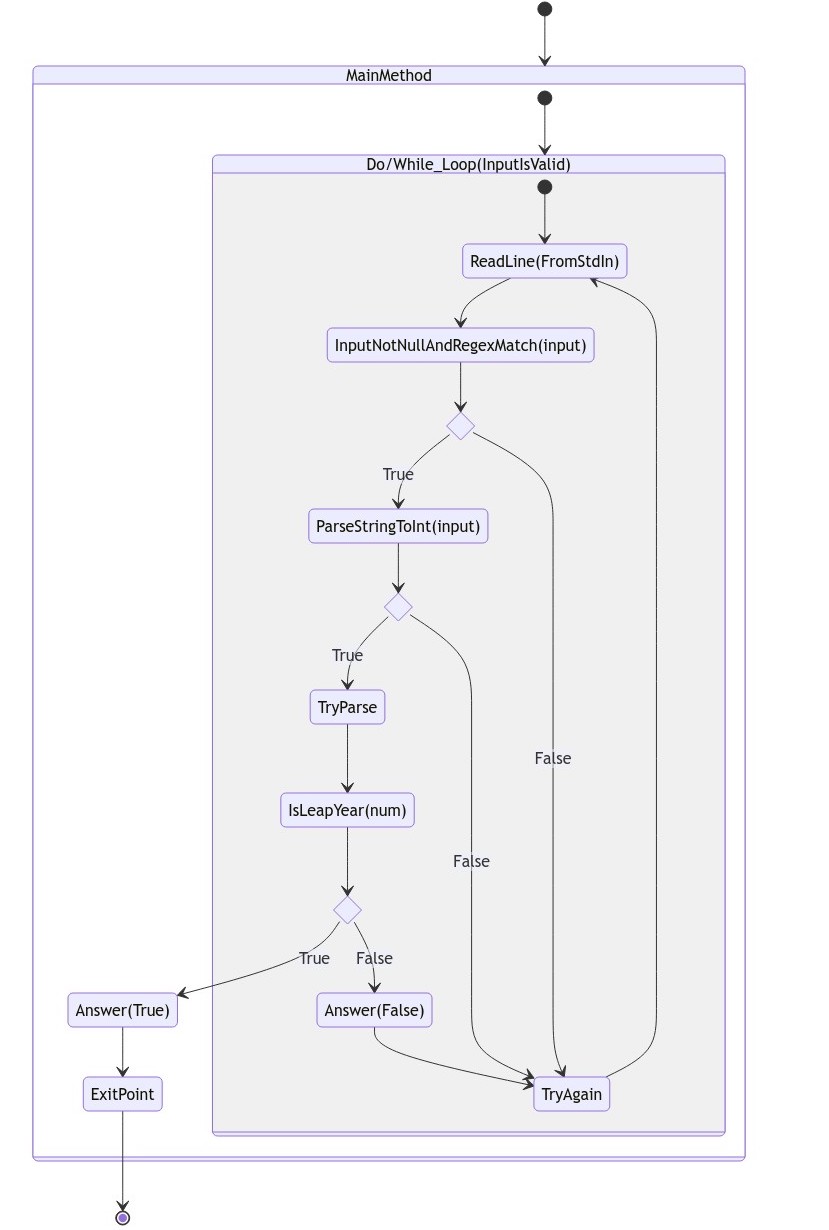 MainMethod
Do/While_Loop(InputIsValid)
ReadLine(FromStdIn)
InputNotNullAndRegexMatch(input)
True
ParseStringToInt(input)
True
TryParse
False
IsLeapYear(num)
False
True
False
Answer(True)
Answer(False)
ExitPoint
TryAgain